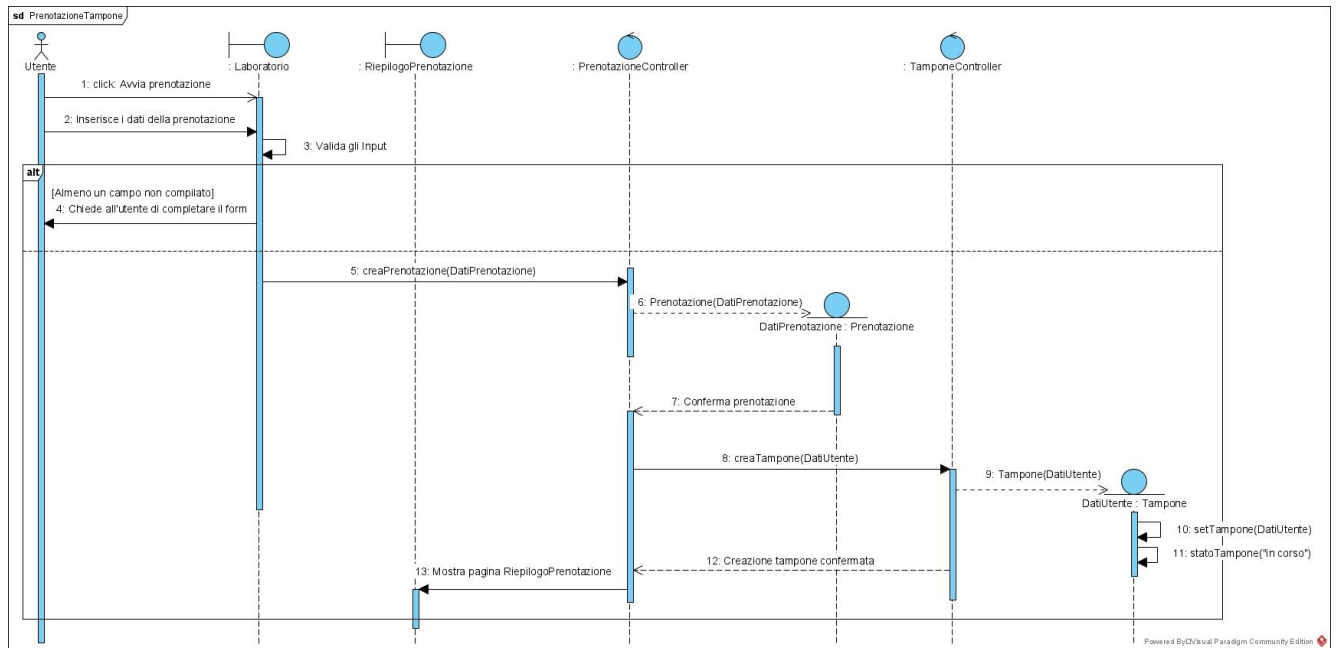 sd PrenotazioneTampone
Utente
: Laboratorio
: RiepilogoPrenotazione
: PrenotazioneController
: TamponeController
1: click: Avvia prenotazione
2: Inserisce i dati della prenotazione
3: Valida gli Input
alt
[Almeno un campo non compilato]
4: Chiede all'utente di completare il form
5: creaPrenotazione(DatiPrenotazione)
6: Prenotazione(DatiPrenotazione)
DatiPrenotazione : Prenotazione
7: Conferma prenotazione
8: creaTampone(DatiUtente)
9: Tampone(DatiUtente)
DatiUtente : Tampone
10: setTampone(DatiUtente)
11: statoTampone("in corso")
12: Creazione tampone confermata
13: Mostra pagina RiepilogoPrenotazione
Powered By Visual Paradigm Community Edition